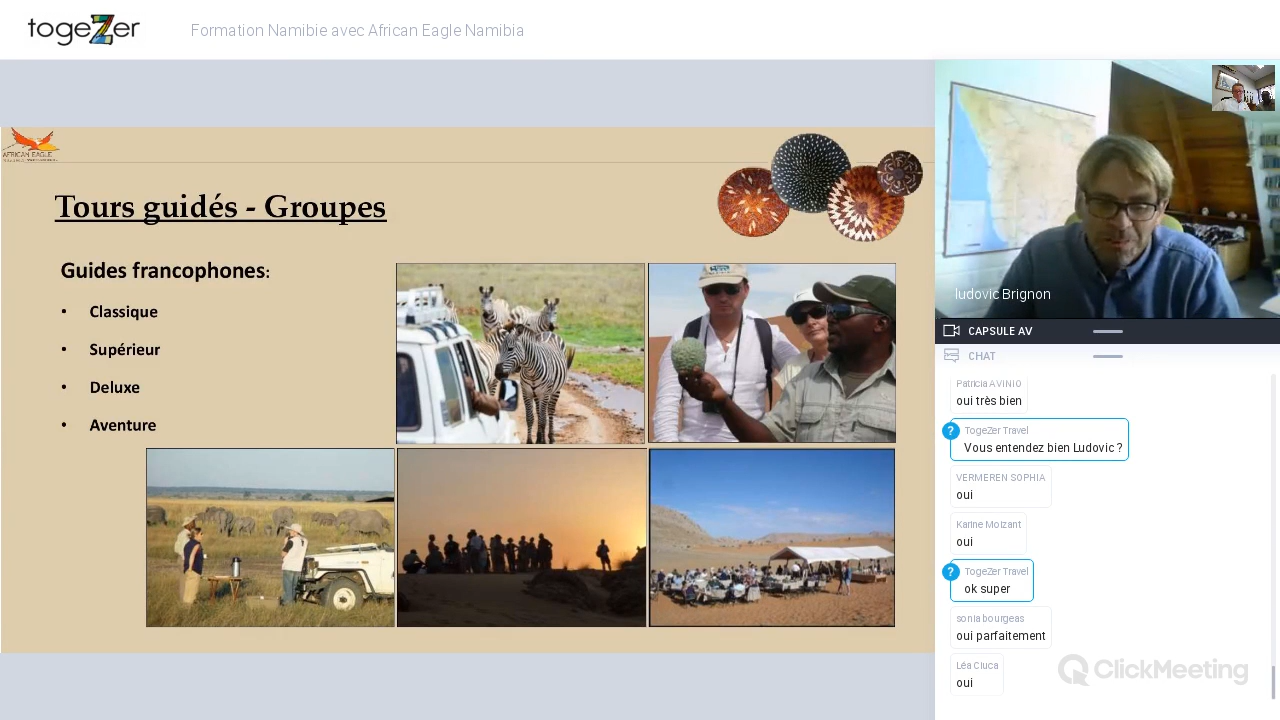 togeZer
Formation Namibie avec African Eagle Namibia
AFRICAN EAGLE
Tours guidés - Groupes
Guides francophones:
• Classique
• Supérieur
• Deluxe
• Aventure
ludovic Brignon
CAPSULE AV
CHAT
Patricia AVINIO
oui très bien
?
TogeZer Travel
Vous entendez bien Ludovic ?
VERMEREN SOPHIA
oui
Karine Moizant
oui
?
TogeZer Travel
ok super
sonia bourgeas
oui parfaitement
Léa Ciuca
oui
ClickMeeting